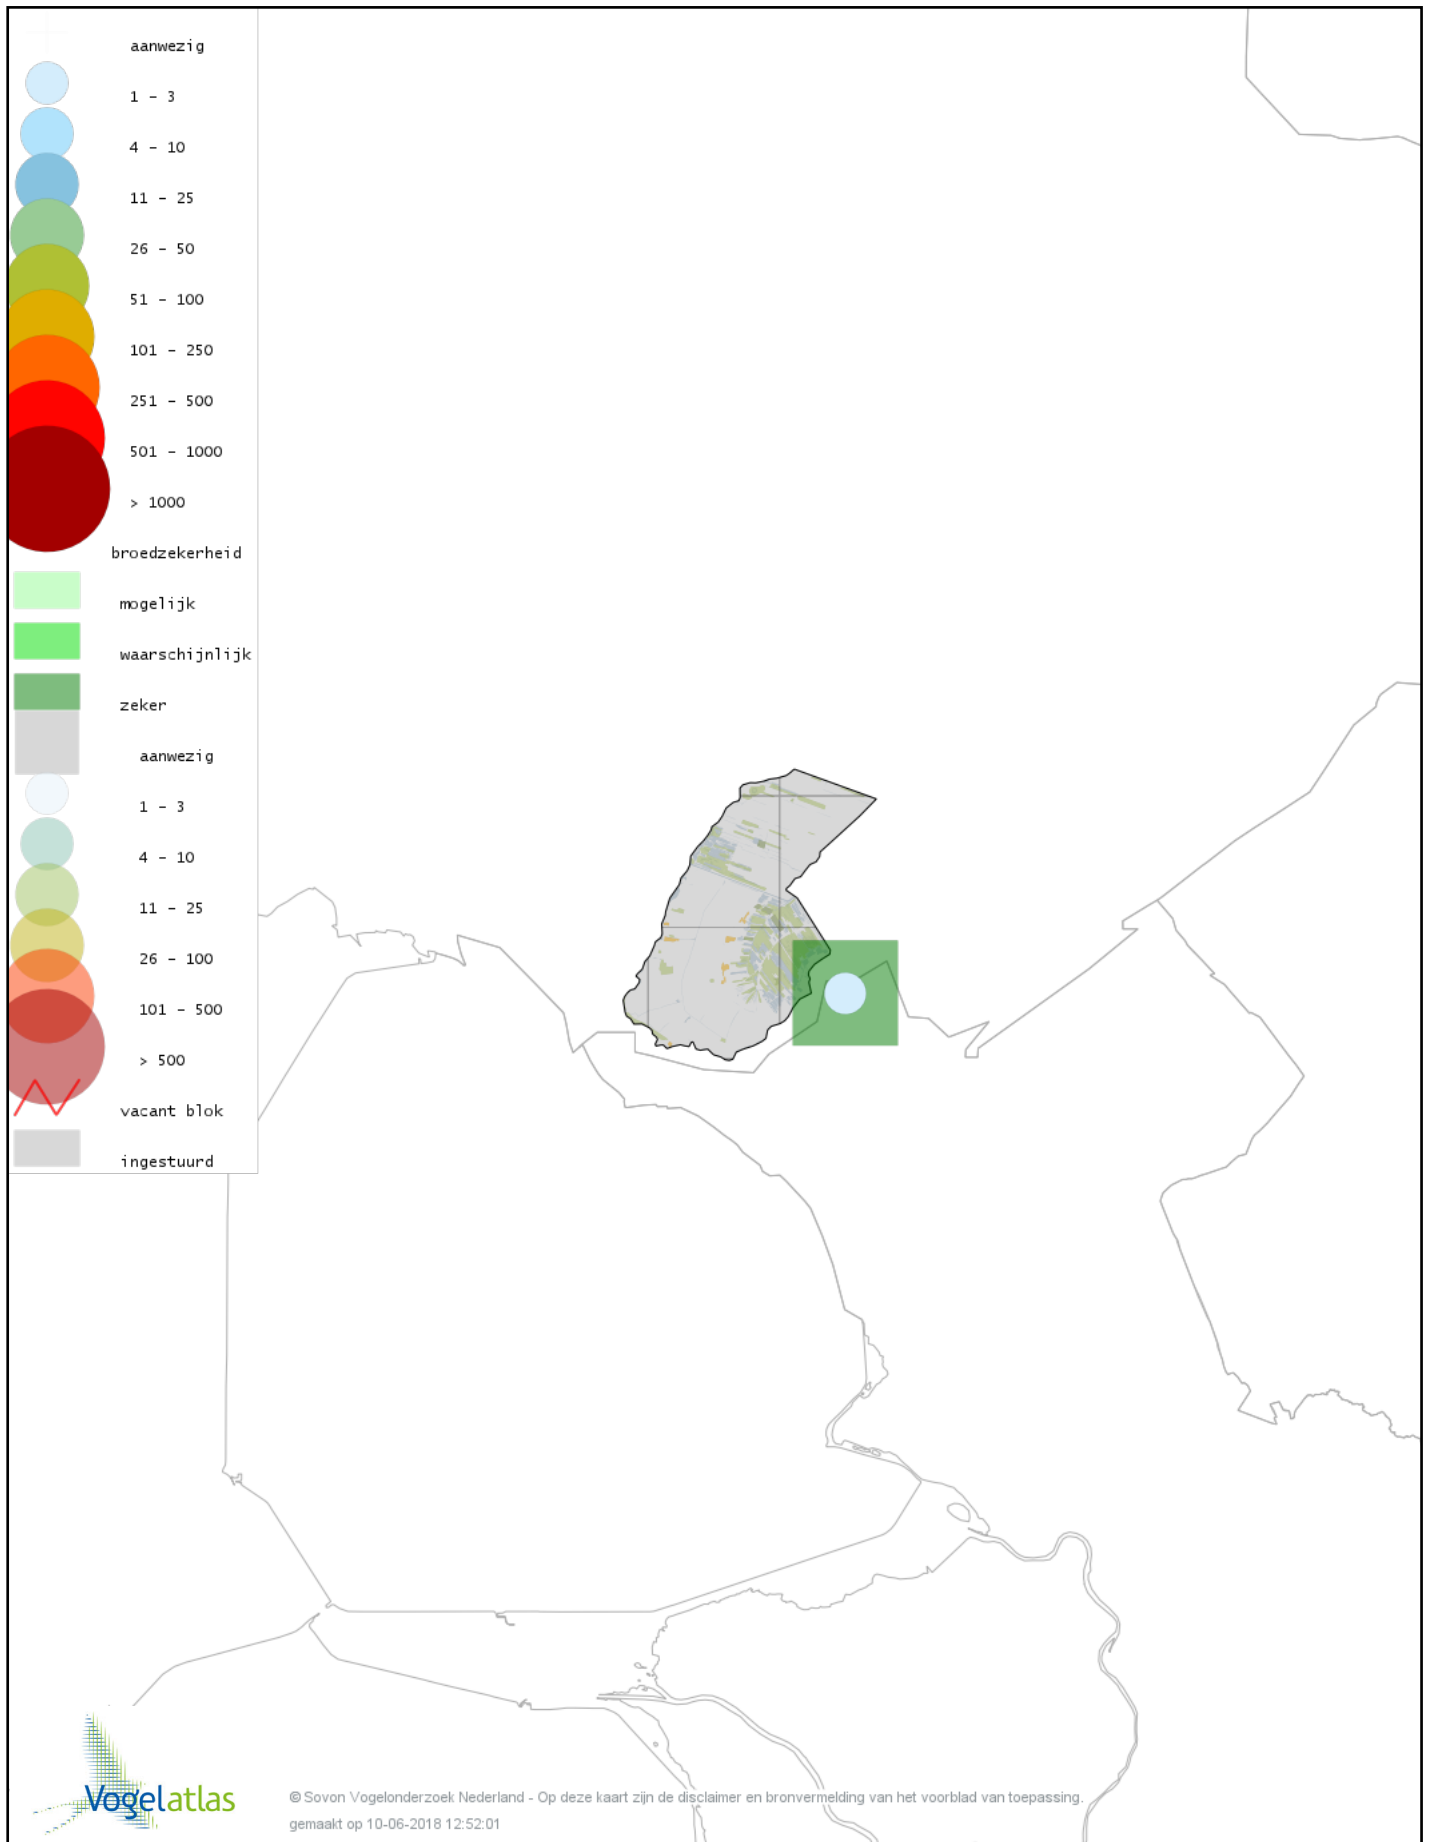 aanwezig
1 - 3
4 - 10
11 - 25
26 - 50
51 - 100
101 - 250
251 - 500
501 - 1000
> 1000
broedzekerheid
mogelijk
waarschijnlijk
zeker
aanwezig
1 - 3
4 - 10
11 - 25
26 - 100
101 - 500
> 500
vacant blok
ingestuurd
Vogelatlas
© Sovon Vogelonderzoek Nederland - Op deze kaart zijn de disclaimer en bronvermelding van het voorblad van toepassing.
gemaakt op 10-06-2018 12:52:01